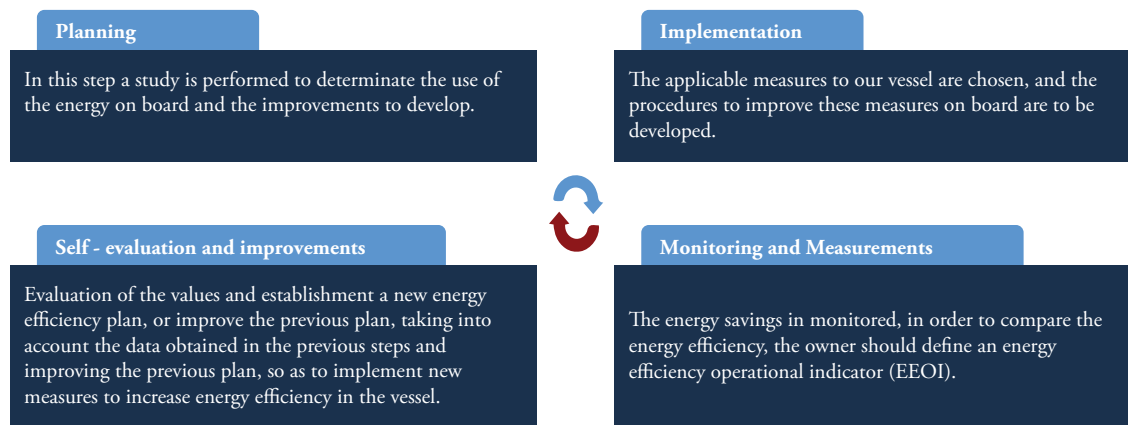 Planning
In this step a study is performed to determinate the use of
the energy on board and the improvements to develop.
Implementation
The applicable measures to our vessel are chosen, and the
procedures to improve these measures on board are to be
developed.
Self - evaluation and improvements
Evaluation of the values and establishment a new energy
efficiency plan, or improve the previous plan, taking into
account the data obtained in the previous steps and
improving the previous plan, so as to implement new
measures to increase energy efficiency in the vessel.
Monitoring and Measurements
The energy savings in monitored, in order to compare the
energy efficiency, the owner should define an energy
efficiency operational indicator (EEOI).